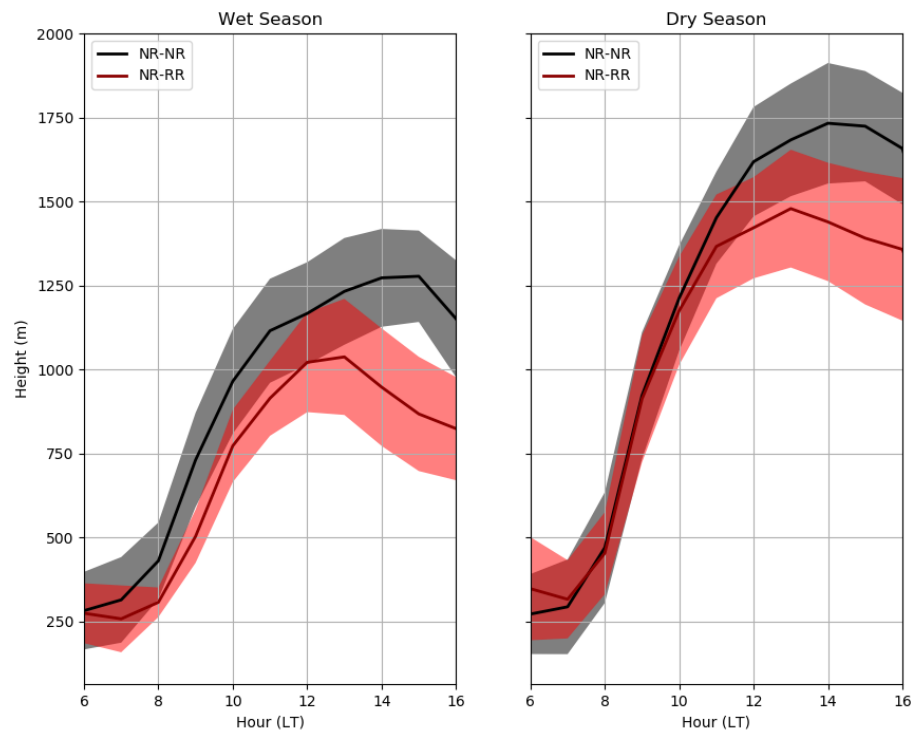 Wet Season
Dry Season
2000
1750
1500
1250
1000
750
500
250
Height (m)
NR-NR
NR-RR
NR-NR
NR-RR
6 8 10 12 14 16
6 8 10 12 14 16
Hour (LT)
Hour (LT)